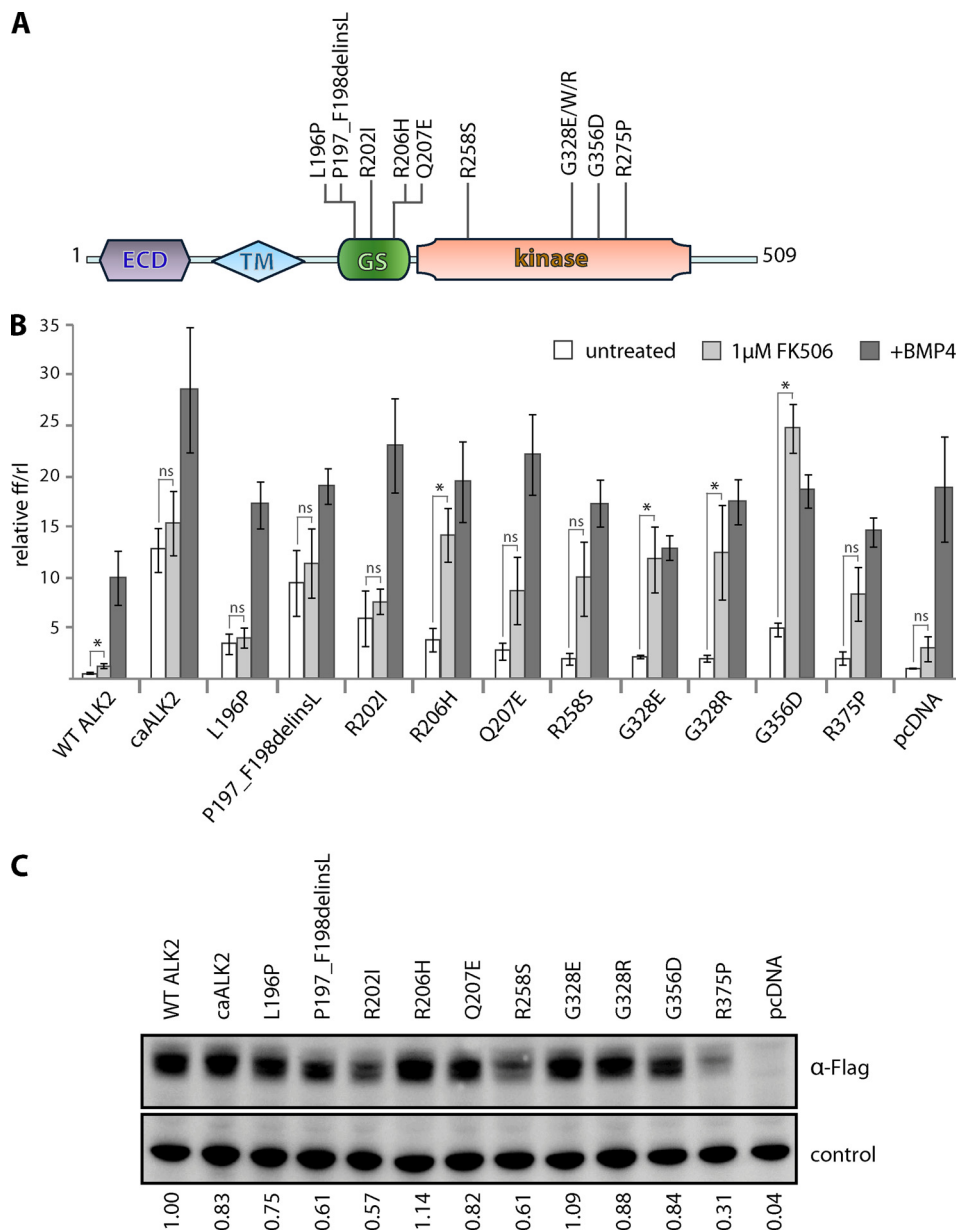 A
L196P
P197_F198delinsL
R202I
R206H
Q207E
R258S
G328E/W/R
G356D
R275P
1
ECD
TM
GS
kinase
509
B
untreated
1µM FK506
+BMP4
relative ff/rl
35
30
25
20
15
10
5
*
ns
ns
ns
ns
*
ns
ns
*
*
*
ns
ns
WT ALK2
caALK2
L196P
P197_F198delinsL
R202I
R206H
Q207E
R258S
G328E
G328R
G356D
R375P
pcDNA
C
WT ALK2
caALK2
L196P
P197_F198delinsL
R202I
R206H
Q207E
R258S
G328E
G328R
G356D
R375P
pcDNA
α-Flag
control
1.00
0.83
0.75
0.61
0.57
1.14
0.82
0.61
1.09
0.88
0.84
0.31
0.04